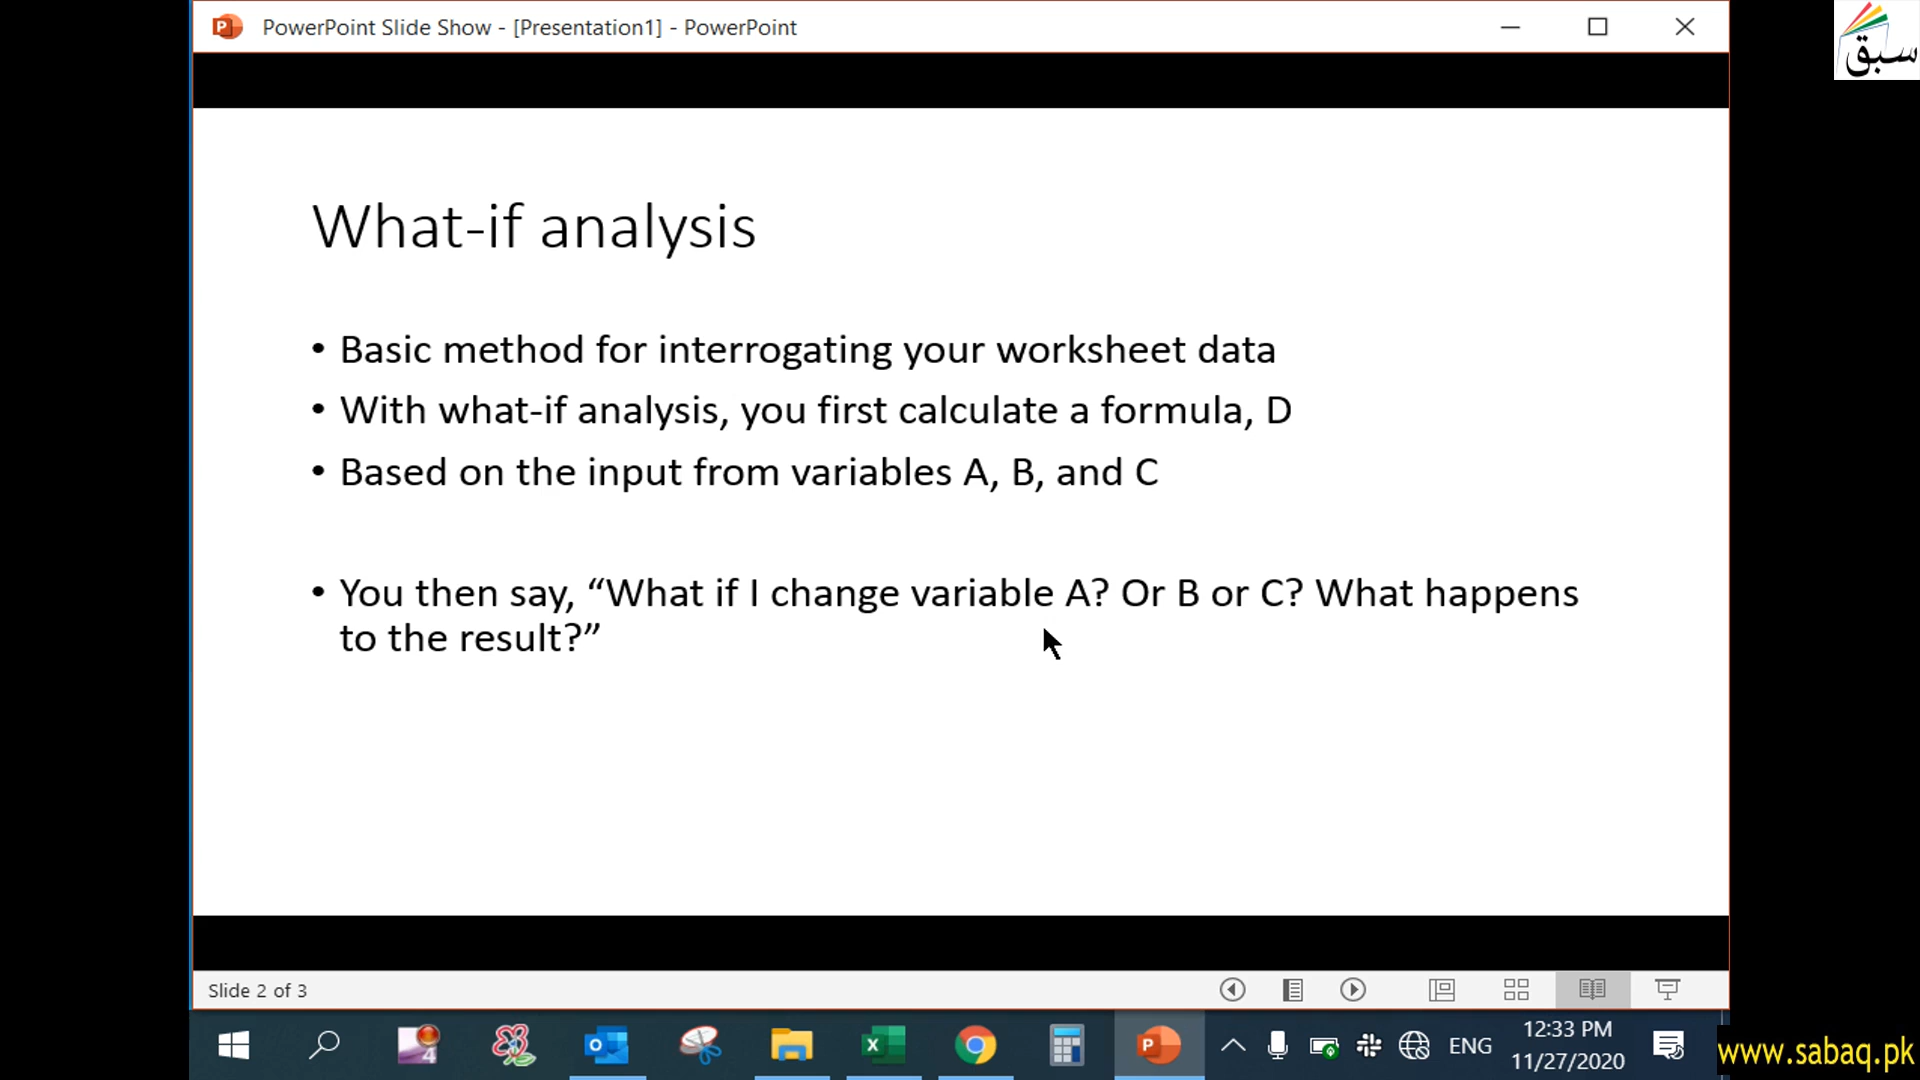 PowerPoint Slide Show - [Presentation1] - PowerPoint
سبق
What-if analysis
• Basic method for interrogating your worksheet data
• With what-if analysis, you first calculate a formula, D
• Based on the input from variables A, B, and C
• You then say, “What if I change variable A? Or B or C? What happens
to the result?”
Slide 2 of 3
4
ENG
12:33 PM
11/27/2020
www.sabaq.pk